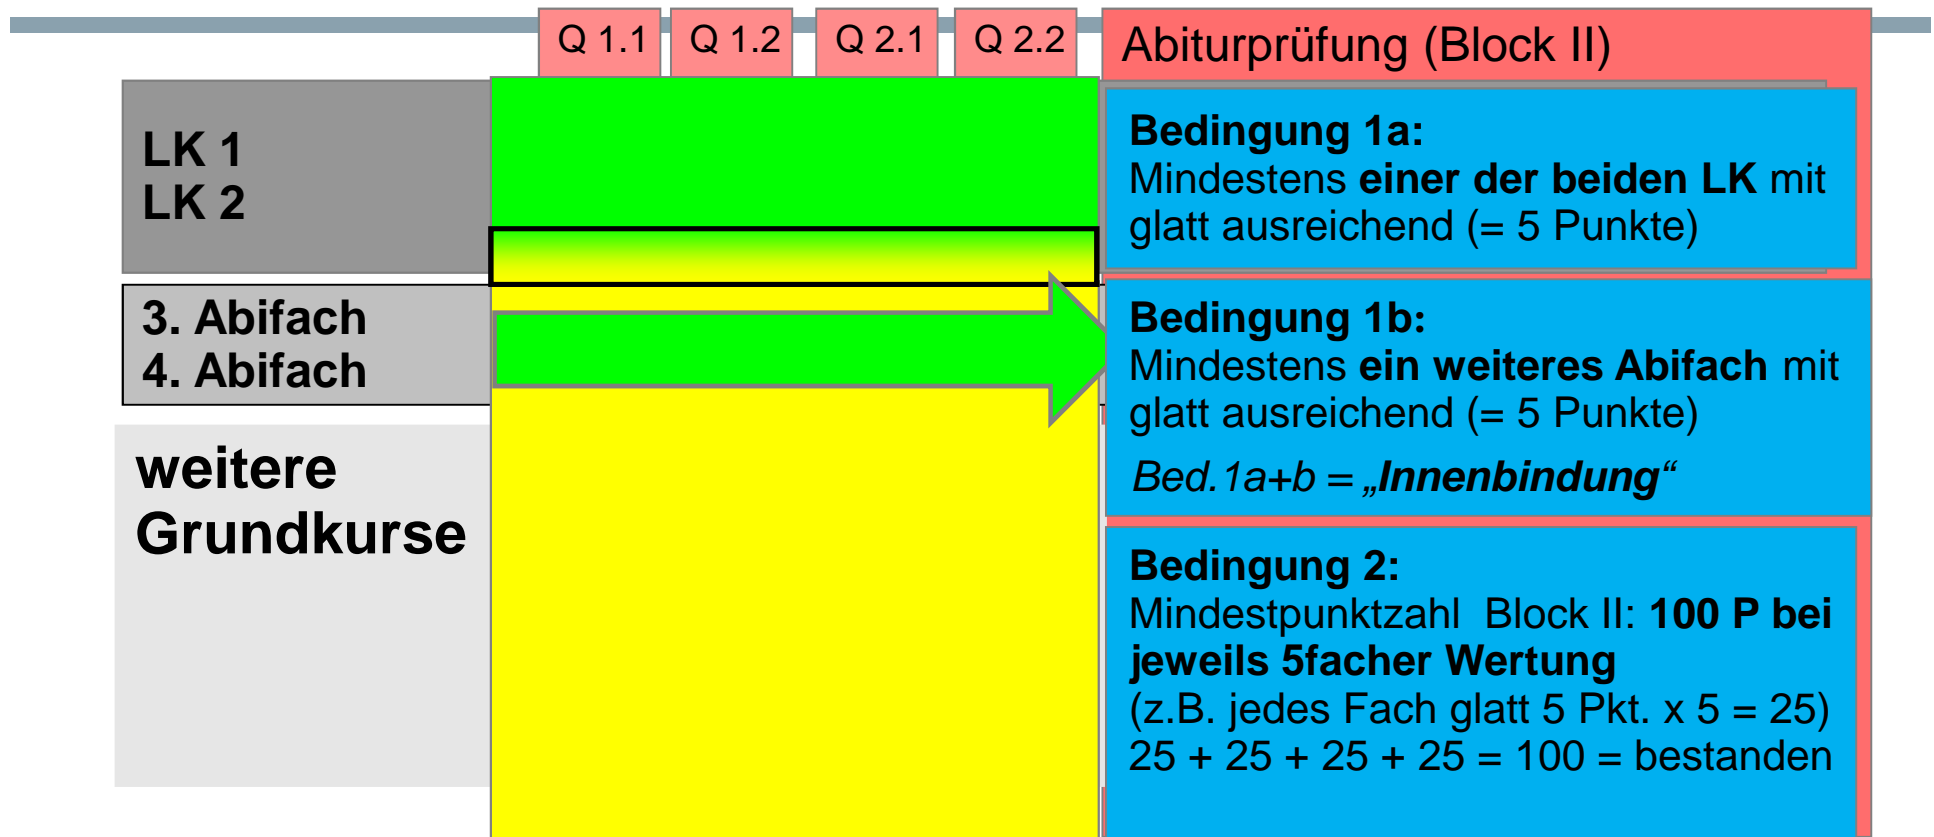 Q 1.1 Q 1.2 Q 2.1 Q 2.2 Abiturprüfung (Block II)
LK 1
LK 2
Bedingung 1a:
Mindestens einer der beiden LK mit
glatt ausreichend (= 5 Punkte)
3. Abifach
4. Abifach
Bedingung 1b:
Mindestens ein weiteres Abifach mit
glatt ausreichend (= 5 Punkte)
Bed.1a+b = „Innenbindung“
weitere
Grundkurse
Bedingung 2:
Mindestpunktzahl Block II: 100 P bei
jeweils 5facher Wertung
(z.B. jedes Fach glatt 5 Pkt. x 5 = 25)
25 + 25 + 25 + 25 = 100 = bestanden